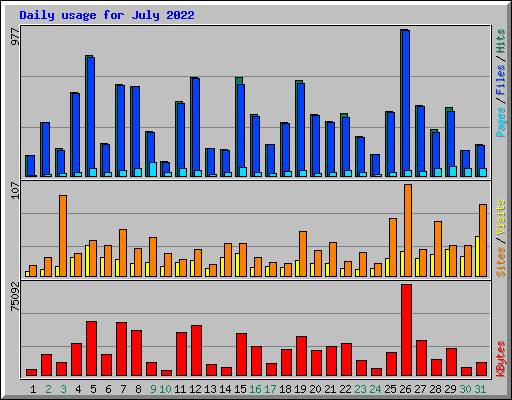 Daily usage for July 2022
977
Pages / Files / Hits
107
Sites / Visits
75092
KBytes
1 2 3 4 5 6 7 8 9 10 11 12 13 14 15 16 17 18 19 20 21 22 23 24 25 26 27 28 29 30 31